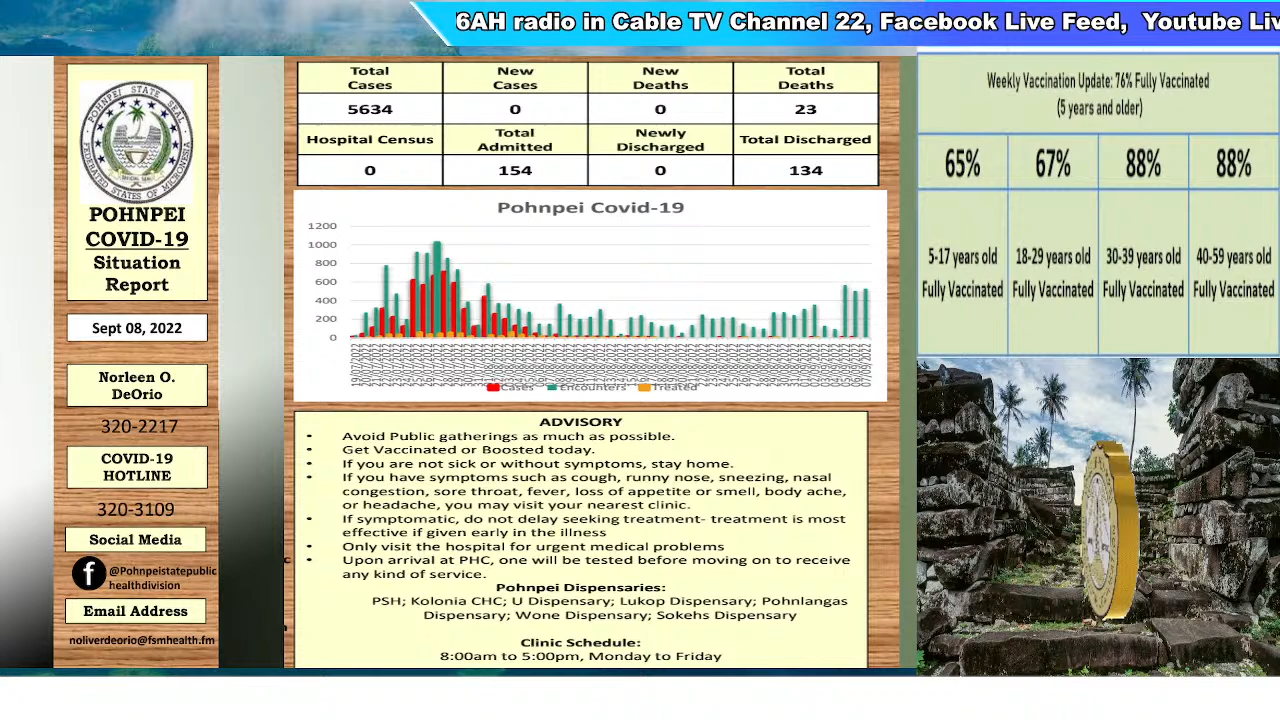 6AH radio in Cable TV Channel 22, Facebook Live Feed, Youtube Liv
POHNPEI STATE SEAL
FEDERATED STATES OF MICRONESIA
POHNPEI
COVID-19
Situation
Report
Sept 08, 2022
Norleen O.
DeOrio
320-2217
COVID-19
HOTLINE
320-3109
Social Media
f @Pohnpeistatepublic
healthdivision
Email Address
noliverdeorio@fsmhealth.fm
Total Cases New Cases New Deaths Total Deaths
5634 0 0 23
Hospital Census Total Admitted Newly Discharged Total Discharged
0 154 0 134
Pohnpei Covid-19
1200
1000
800
600
400
200
0
Cases Encounters Treated
ADVISORY
• Avoid Public gatherings as much as possible.
• Get Vaccinated or Boosted today.
• If you are not sick or without symptoms, stay home.
• If you have symptoms such as cough, runny nose, sneezing, nasal
congestion, sore throat, fever, loss of appetite or smell, body ache,
or headache, you may visit your nearest clinic.
• If symptomatic, do not delay seeking treatment- treatment is most
effective if given early in the illness
• Only visit the hospital for urgent medical problems
• Upon arrival at PHC, one will be tested before moving on to receive
any kind of service.
Pohnpei Dispensaries:
PSH; Kolonia CHC; U Dispensary; Lukop Dispensary; Pohnlangas
Dispensary; Wone Dispensary; Sokehs Dispensary
Clinic Schedule:
8:00am to 5:00pm, Monday to Friday
Weekly Vaccination Update: 76% Fully Vaccinated
(5 years and older)
65% 67% 88% 88%
5-17 years old 18-29 years old 30-39 years old 40-59 years old
Fully Vaccinated Fully Vaccinated Fully Vaccinated Fully Vaccinated